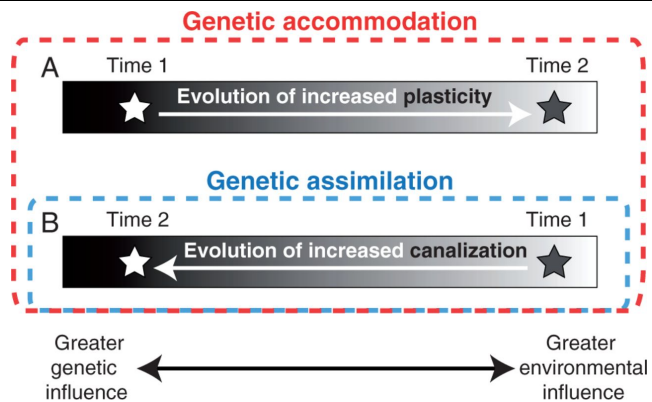 Genetic accommodation
A
Time 1
Time 2
Evolution of increased plasticity
Genetic assimilation
B
Time 2
Time 1
Evolution of increased canalization
Greater
genetic
influence
Greater
environmental
influence